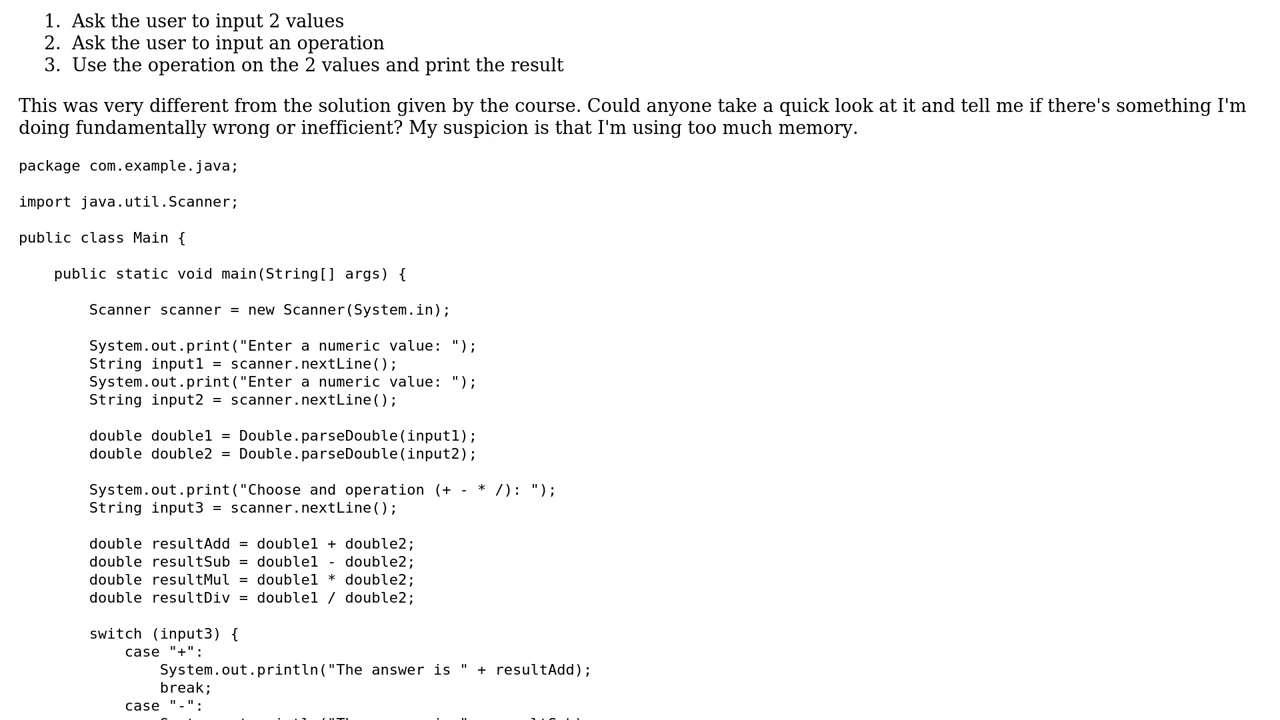 1. Ask the user to input 2 values
2. Ask the user to input an operation
3. Use the operation on the 2 values and print the result
This was very different from the solution given by the course. Could anyone take a quick look at it and tell me if there's something I'm
doing fundamentally wrong or inefficient? My suspicion is that I'm using too much memory.
package com.example.java;
import java.util.Scanner;
public class Main {
public static void main(String[] args) {
Scanner scanner = new Scanner(System.in);
System.out.print("Enter a numeric value: ");
String input1 = scanner.nextLine();
System.out.print("Enter a numeric value: ");
String input2 = scanner.nextLine();
double double1 = Double.parseDouble(input1);
double double2 = Double.parseDouble(input2);
System.out.print("Choose and operation (+ - * /): ");
String input3 = scanner.nextLine();
double resultAdd = double1 + double2;
double resultSub = double1 - double2;
double resultMul = double1 * double2;
double resultDiv = double1 / double2;
switch (input3) {
case "+":
System.out.println("The answer is " + resultAdd);
break;
case "-":